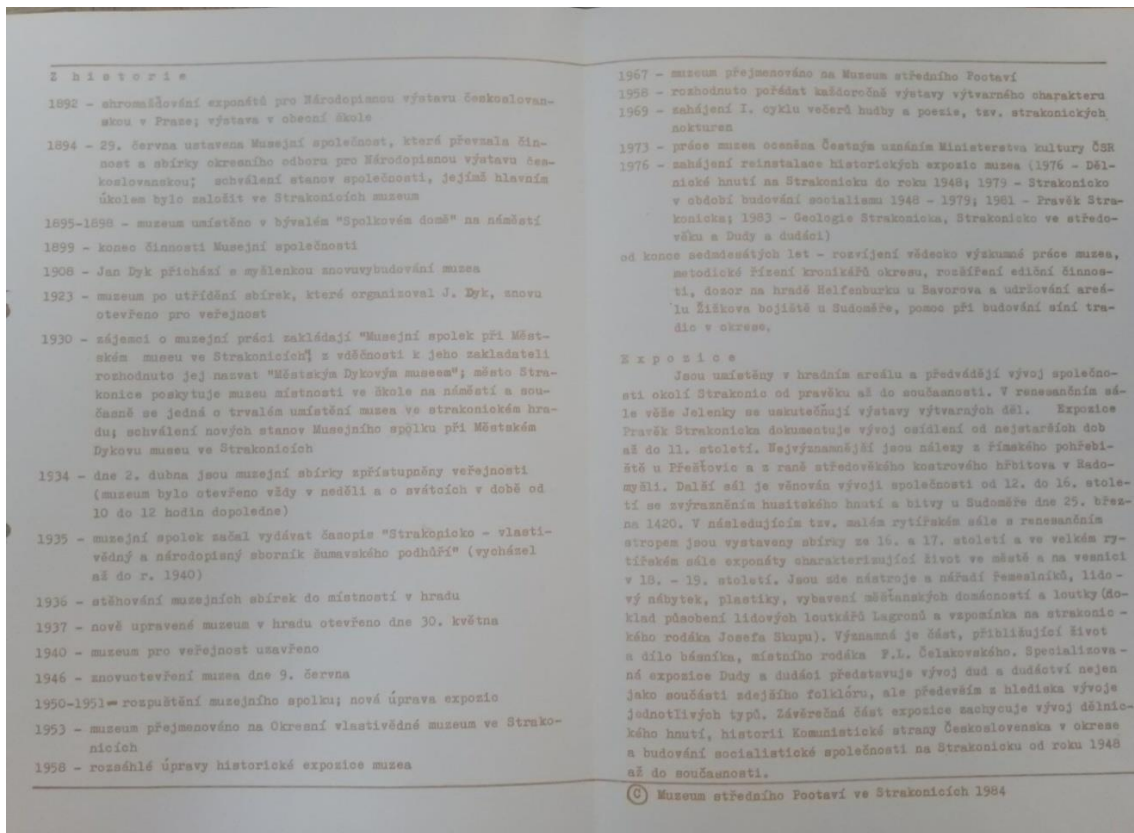 Z historie
1892 - shromažďování exponátů pro Národopisnou výstavu českoslovan-
skou v Praze; výstava v obecní škole
1894 - 29. června ustavena Musejní společnost, která převzala čin-
nost a sbírky okresního odboru pro Národopisnou výstavu čes-
koslovanskou; schválení stanov společnosti, jejímž hlavním
úkolem bylo založit ve Strakonicích muzeum
1895-1898 - muzeum umístěno v bývalém "Spolkovém domě" na náměstí
1899 - konec činnosti Musejní společnosti
1908 - Jan Dyk přichází s myšlenkou znovuvybudování muzea
1923 - muzeum po utřídění sbírek, které organizoval J. Dyk, znovu
otevřeno pro veřejnost
1930 - zájemci o muzejní práci zakládají "Musejní spolek při Měst-
ském museu ve Strakonicích"; z vděčnosti k jeho zakladateli
rozhodnuto jej nazvat "Městským Dykovým museem"; město Stra-
konice poskytuje muzeu místnosti ve škole na náměstí a sou-
časně se jedná o trvalém umístění muzea ve strakonickém hra-
du; schválení nových stanov Musejního spolku při Městském
Dykovu museu ve Strakonicích
1934 - dne 2. dubna jsou muzejní sbírky zpřístupněny veřejnosti
(muzeum bylo otevřeno vždy v neděli a o svátcích v době od
10 do 12 hodin dopoledne)
1935 - muzejní spolek začal vydávat časopis "Strakonicko - vlasti-
vědný a národopisný sborník šumavského podhůří" (vycházel
až do r. 1940)
1936 - stěhování muzejních sbírek do místností v hradu
1937 - nově upravené muzeum v hradu otevřeno dne 30. května
1940 - muzeum pro veřejnost uzavřeno
1946 - znovuotevření muzea dne 9. června
1950-1951 - rozpuštění muzejního spolku; nová úprava expozic
1953 - muzeum přejmenováno na Okresní vlastivědné muzeum ve Strako-
nicích
1958 - rozsáhlé úpravy historické expozice muzea
1967 - muzeum přejmenováno na Muzeum středního Pootaví
1958 - rozhodnuto pořádat každoročně výstavy výtvarného charakteru
1969 - zahájení I. cyklu večerů hudby a poezie, tzv. strakonických
nokturen
1973 - práce muzea oceněna Čestným uznáním Ministerstva kultury ČSR
1976 - zahájení reinstalace historických expozic muzea (1976 - Děl-
nické hnutí na Strakonicku do roku 1948; 1979 - Strakonicko
v období budování socialismu 1948 - 1979; 1981 - Pravěk Stra-
konicka; 1983 - Geologie Strakonicka, Strakonicko ve středo-
věku a Dudy a dudáci)
od konce sedmdesátých let - rozvíjení vědecko výzkumné práce muzea,
metodické řízení kronikářů okresu, rozšíření ediční činnos-
ti, dozor na hradě Helfenburku u Bavorova a udržování areá-
lu Žižkova bojiště u Sudoměře, pomoc při budování síní tra-
dic v okrese.
Expozice
Jsou umístěny v hradním areálu a předvádějí vývoj společno-
sti okolí Strakonic od pravěku až do současnosti. V renesančním sá-
le věže Jelenky se uskutečňují výstavy výtvarných děl. Expozice
Pravěk Strakonicka dokumentuje vývoj osídlení od nejstarších dob
až do 11. století. Nejvýznamnější jsou nálezy z římského pohřebi-
ště u Přešťovic a z raně středověkého kostrového hřbitova v Rado-
myšli. Další sál je věnován vývoji společnosti od 12. do 16. stole-
tí se zvýrazněním husitského hnutí a bitvy u Sudoměře dne 25. břez-
na 1420. V následujícím tzv. malém rytířském sále s renesančním
stropem jsou vystaveny sbírky ze 16. a 17. století a ve velkém ry-
tířském sále exponáty charakterizující život ve městě a na vesnici
v 18. - 19. století. Jsou zde nástroje a nářadí řemeslníků, lido-
vý nábytek, plastiky, vybavení měšťanských domácností a loutky(do-
klad působení lidových loutkářů Lagronů a vzpomínka na strakonic -
kého rodáka Josefa Skupu). Významná je část, přibližující život
a dílo básníka, místního rodáka F.L. Čelakovského. Specializova -
ná expozice Dudy a dudáci představuje vývoj dud a dudáctví nejen
jako součásti zdejšího folklóru, ale především z hlediska vývoje
jednotlivých typů. Závěrečná část expozice zachycuje vývoj dělnic-
kého hnutí, historii Komunistické strany Československa v okrese
a budování socialistické společnosti na Strakonicku od roku 1948
až do současnosti.
© Muzeum středního Pootaví ve Strakonicích 1984